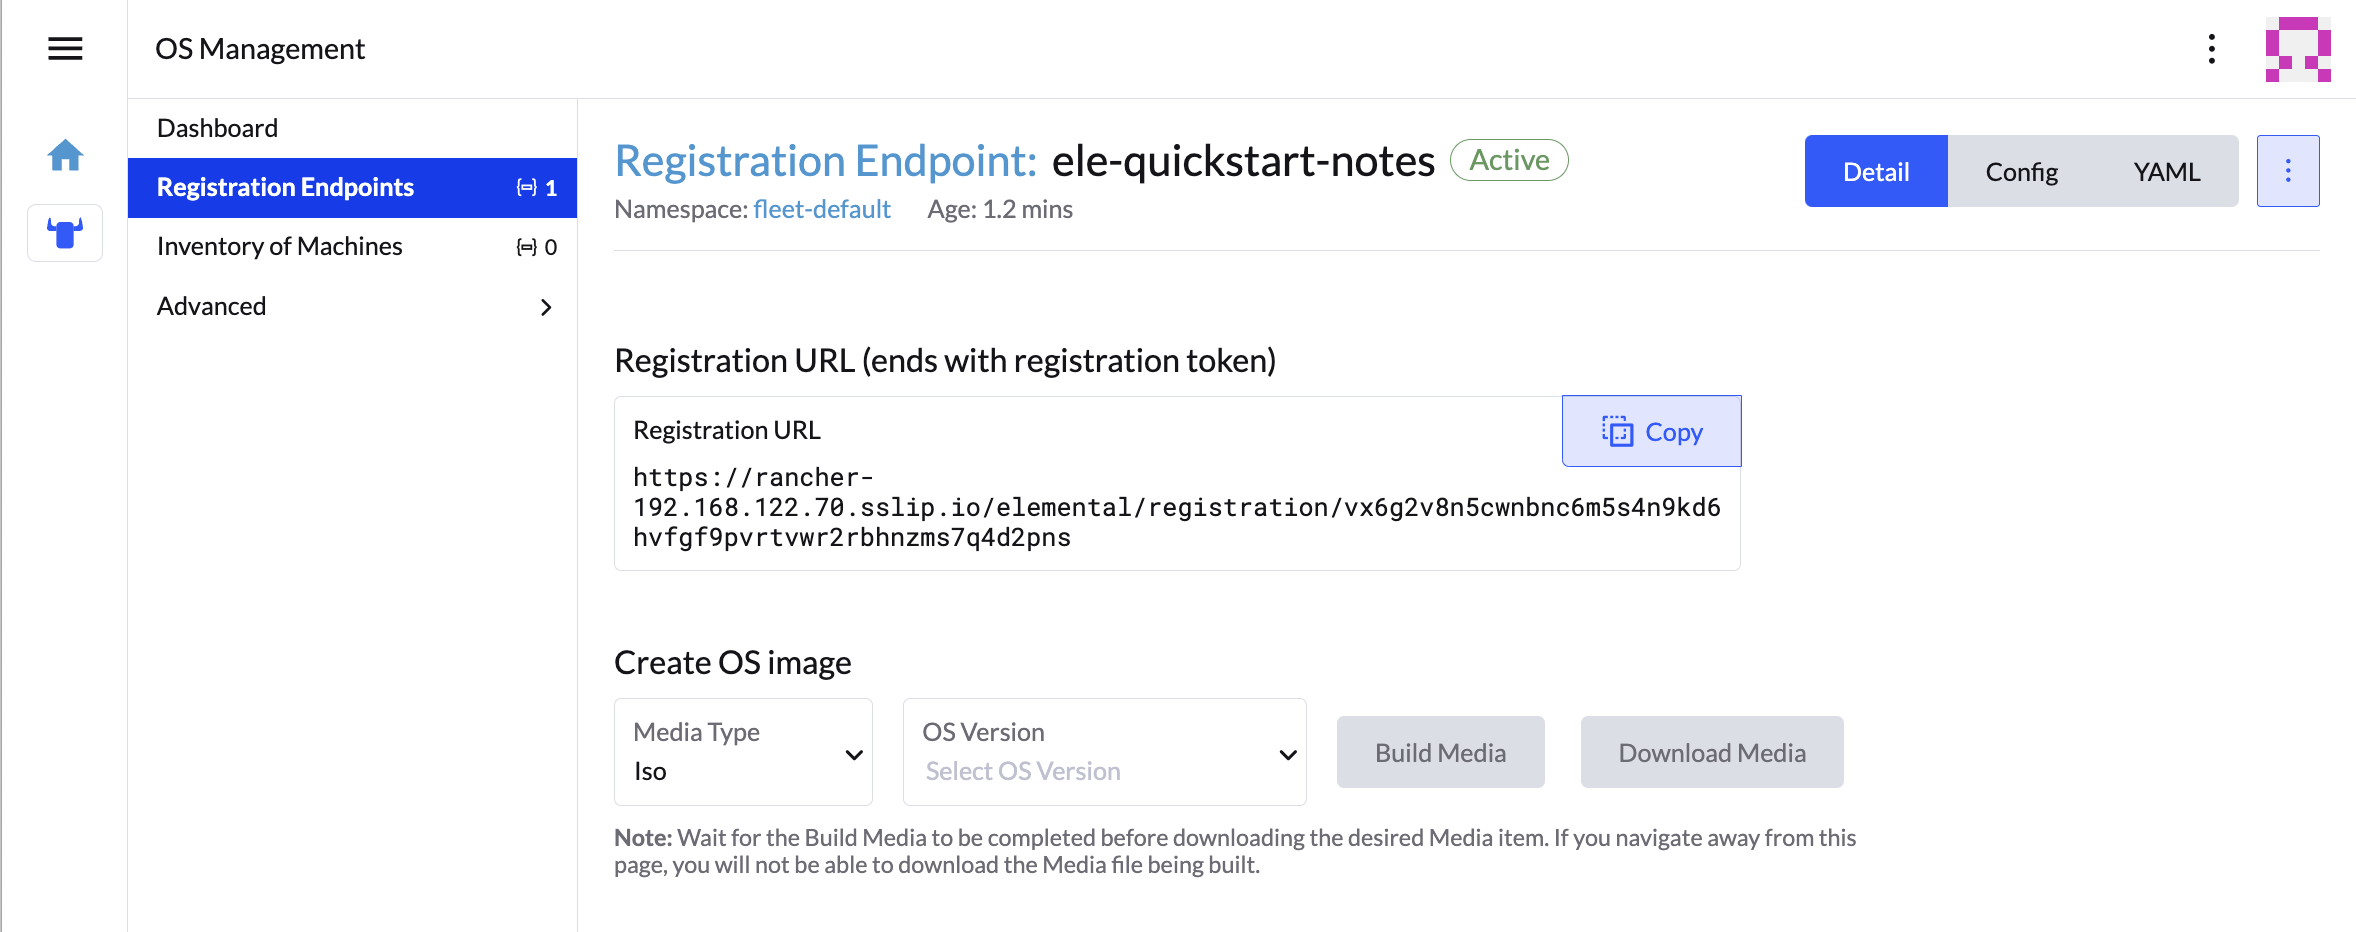 OS Management
Dashboard
Registration Endpoints 1
Inventory of Machines 0
Advanced
Registration Endpoint: ele-quickstart-notes Active
Namespace: fleet-default Age: 1.2 mins
Detail Config YAML
Registration URL (ends with registration token)
Registration URL
Copy
https://rancher-
192.168.122.70.sslip.io/elemental/registration/vx6g2v8n5cwnbnc6m5s4n9kd6
hvfgf9pvrtvwr2rbhnzms7q4d2pns
Create OS image
Media Type
Iso
OS Version
Select OS Version
Build Media
Download Media
Note: Wait for the Build Media to be completed before downloading the desired Media item. If you navigate away from this
page, you will not be able to download the Media file being built.